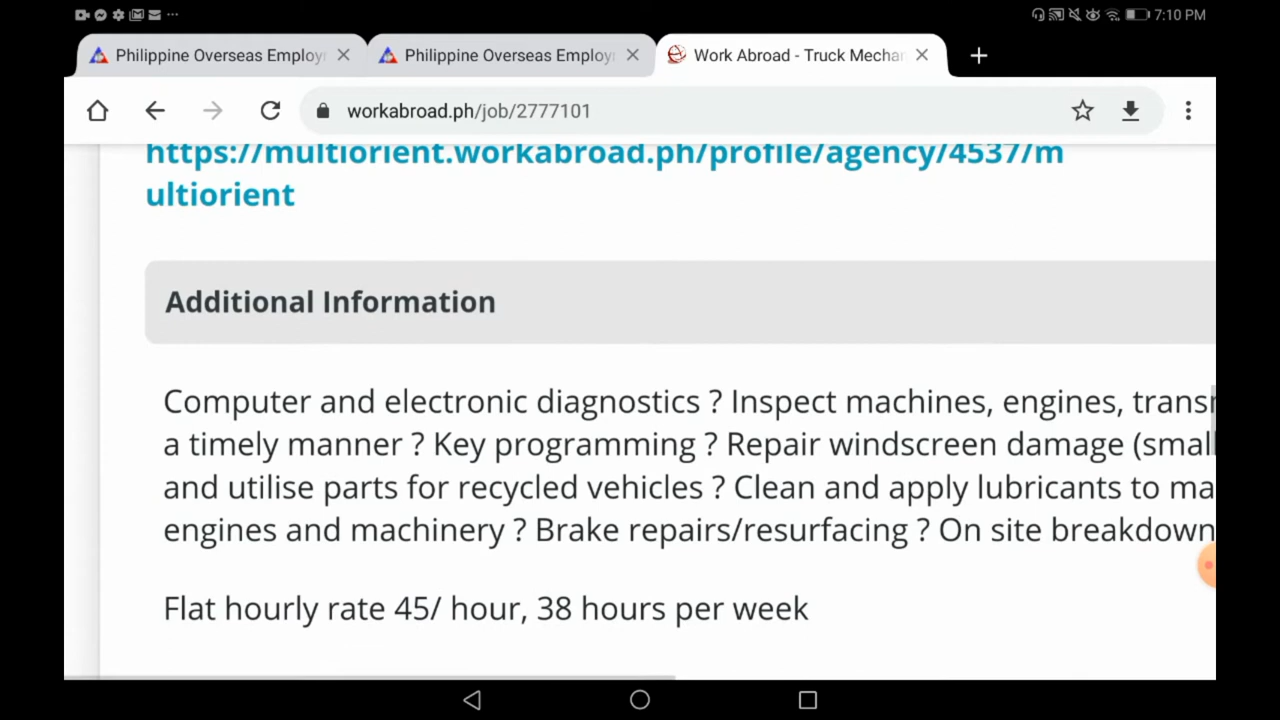 7:10 PM
Philippine Overseas Employ
Philippine Overseas Employ
Work Abroad - Truck Mechan
workabroad.ph/job/2777101
https://multiorient.workabroad.ph/profile/agency/4537/m
ultiorient
Additional Information
Computer and electronic diagnostics ? Inspect machines, engines, trans
a timely manner ? Key programming ? Repair windscreen damage (small
and utilise parts for recycled vehicles ? Clean and apply lubricants to ma
engines and machinery ? Brake repairs/resurfacing ? On site breakdown
Flat hourly rate 45/ hour, 38 hours per week